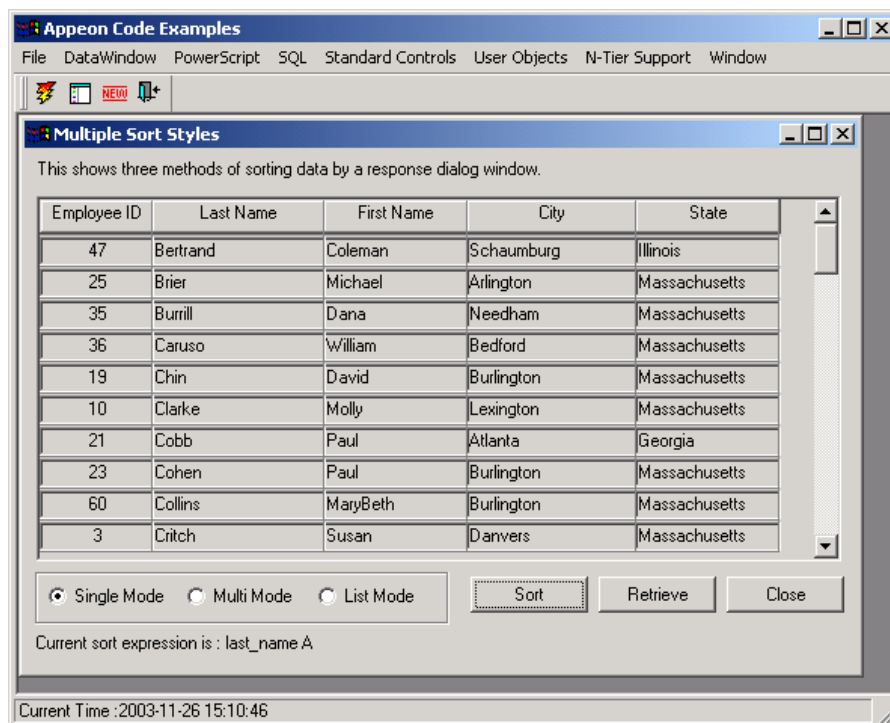 Appeon Code Examples
File DataWindow PowerScript SQL Standard Controls User Objects N-Tier Support Window
NEW
Multiple Sort Styles
This shows three methods of sorting data by a response dialog window.
Employee ID Last Name First Name City State
47 Bertrand Coleman Schaumburg Illinois
25 Brier Michael Arlington Massachusetts
35 Burrill Dana Needham Massachusetts
36 Caruso William Bedford Massachusetts
19 Chin David Burlington Massachusetts
10 Clarke Molly Lexington Massachusetts
21 Cobb Paul Atlanta Georgia
23 Cohen Paul Burlington Massachusetts
60 Collins MaryBeth Burlington Massachusetts
3 Critch Susan Danvers Massachusetts
Single Mode Multi Mode List Mode Sort Retrieve Close
Current sort expression is : last_name A
Current Time :2003-11-26 15:10:46